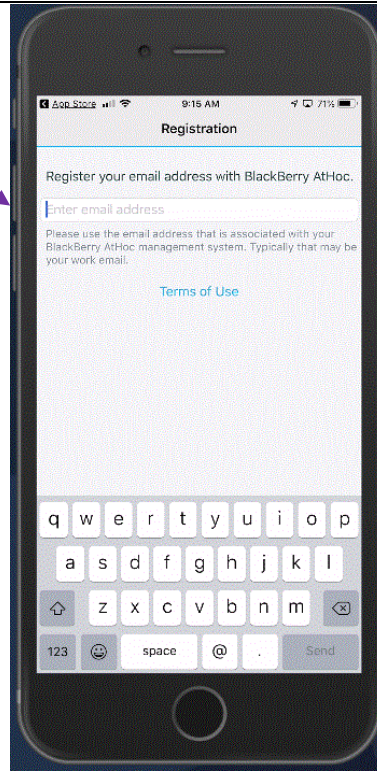 App Store 9:15 AM 71%
Registration
Register your email address with BlackBerry AtHoc.
Enter email address
Please use the email address that is associated with your
BlackBerry AtHoc management system. Typically that may be
your work email.
Terms of Use
q w e r t y u i o p
a s d f g h j k l
z x c v b n m
123 space @ . Send